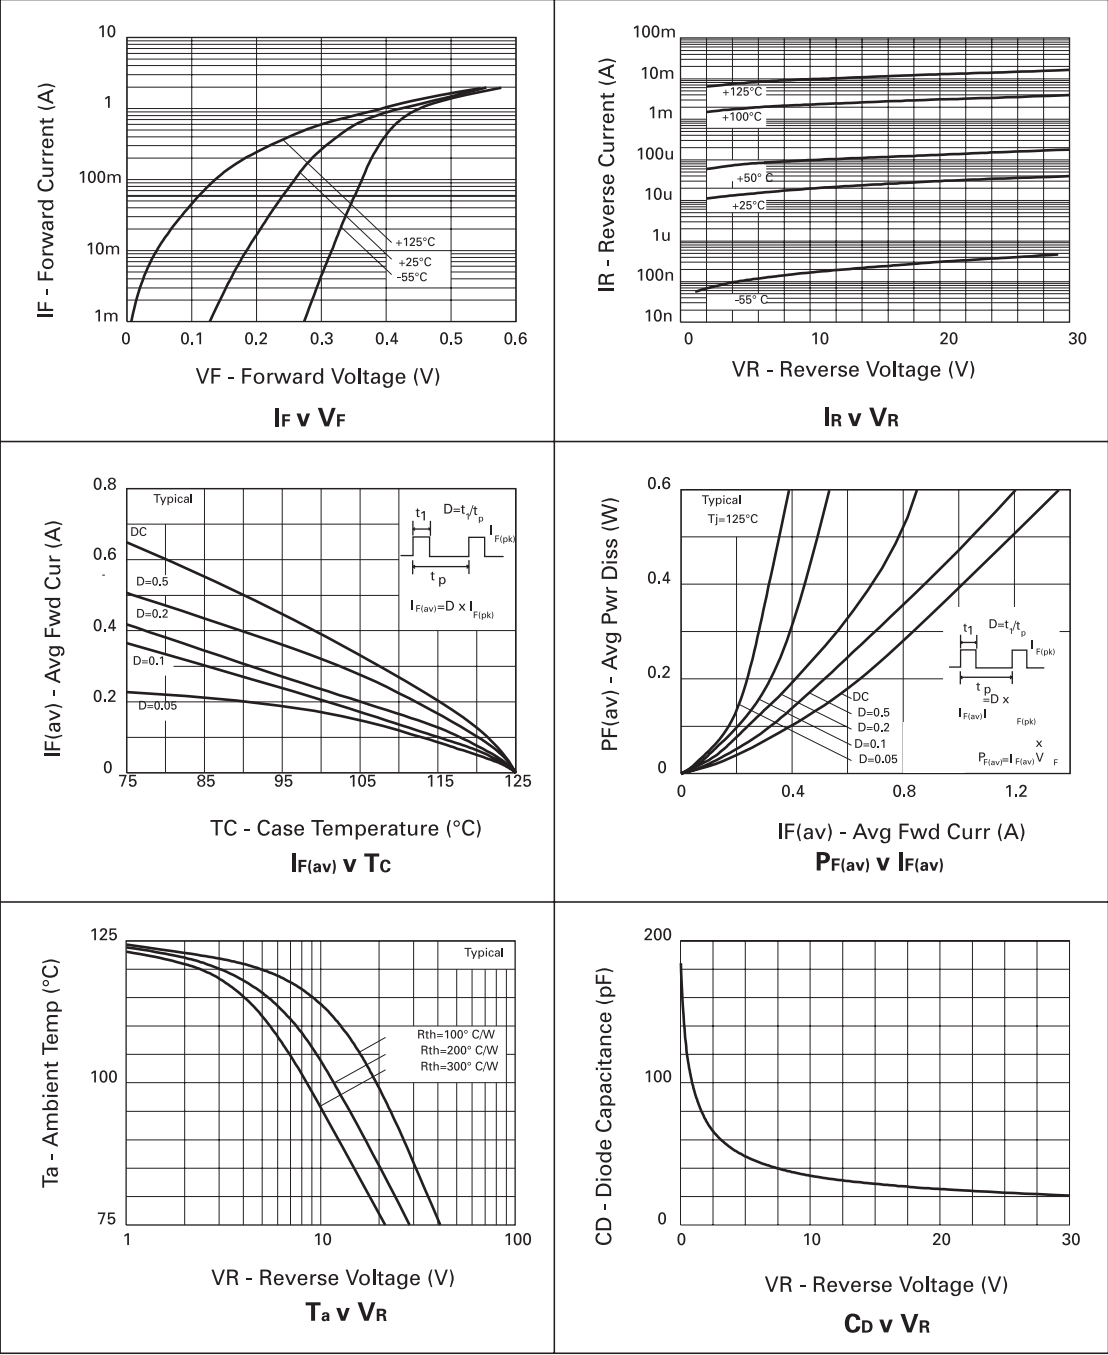 10
1
100m
10m
1m
IF - Forward Current (A)
+125°C
+25°C
-55°C
0 0.1 0.2 0.3 0.4 0.5 0.6
VF - Forward Voltage (V)
IF v VF
100m
10m
1m
100u
10u
1u
100n
10n
IR - Reverse Current (A)
+125°C
+100°C
+50° C
+25°C
-55° C
0 10 20 30
VR - Reverse Voltage (V)
IR v VR
0.8
0.6
0.4
0.2
0
IF(av) - Avg Fwd Cur (A)
Typical
DC
D=0.5
D=0.2
D=0.1
D=0.05
t1 D=t1/tp
IF(pk)
tp
IF(av)=D x IF(pk)
75 85 95 105 115 125
TC - Case Temperature (°C)
IF(av) v TC
0.6
0.4
0.2
0
PF(av) - Avg Pwr Diss (W)
Typical
Tj=125°C
DC
D=0.5
D=0.2
D=0.1
D=0.05
t1 D=t1/tp
IF(pk)
tp
=D x
IF(av)I
F(pk)
x
PF(av)=IF(av) V F
0 0.4 0.8 1.2
IF(av) - Avg Fwd Curr (A)
PF(av) v IF(av)
125
100
75
Ta - Ambient Temp (°C)
Typical
Rth=100° C/W
Rth=200° C/W
Rth=300° C/W
1 10 100
VR - Reverse Voltage (V)
Ta v VR
200
100
0
CD - Diode Capacitance (pF)
0 10 20 30
VR - Reverse Voltage (V)
CD v VR